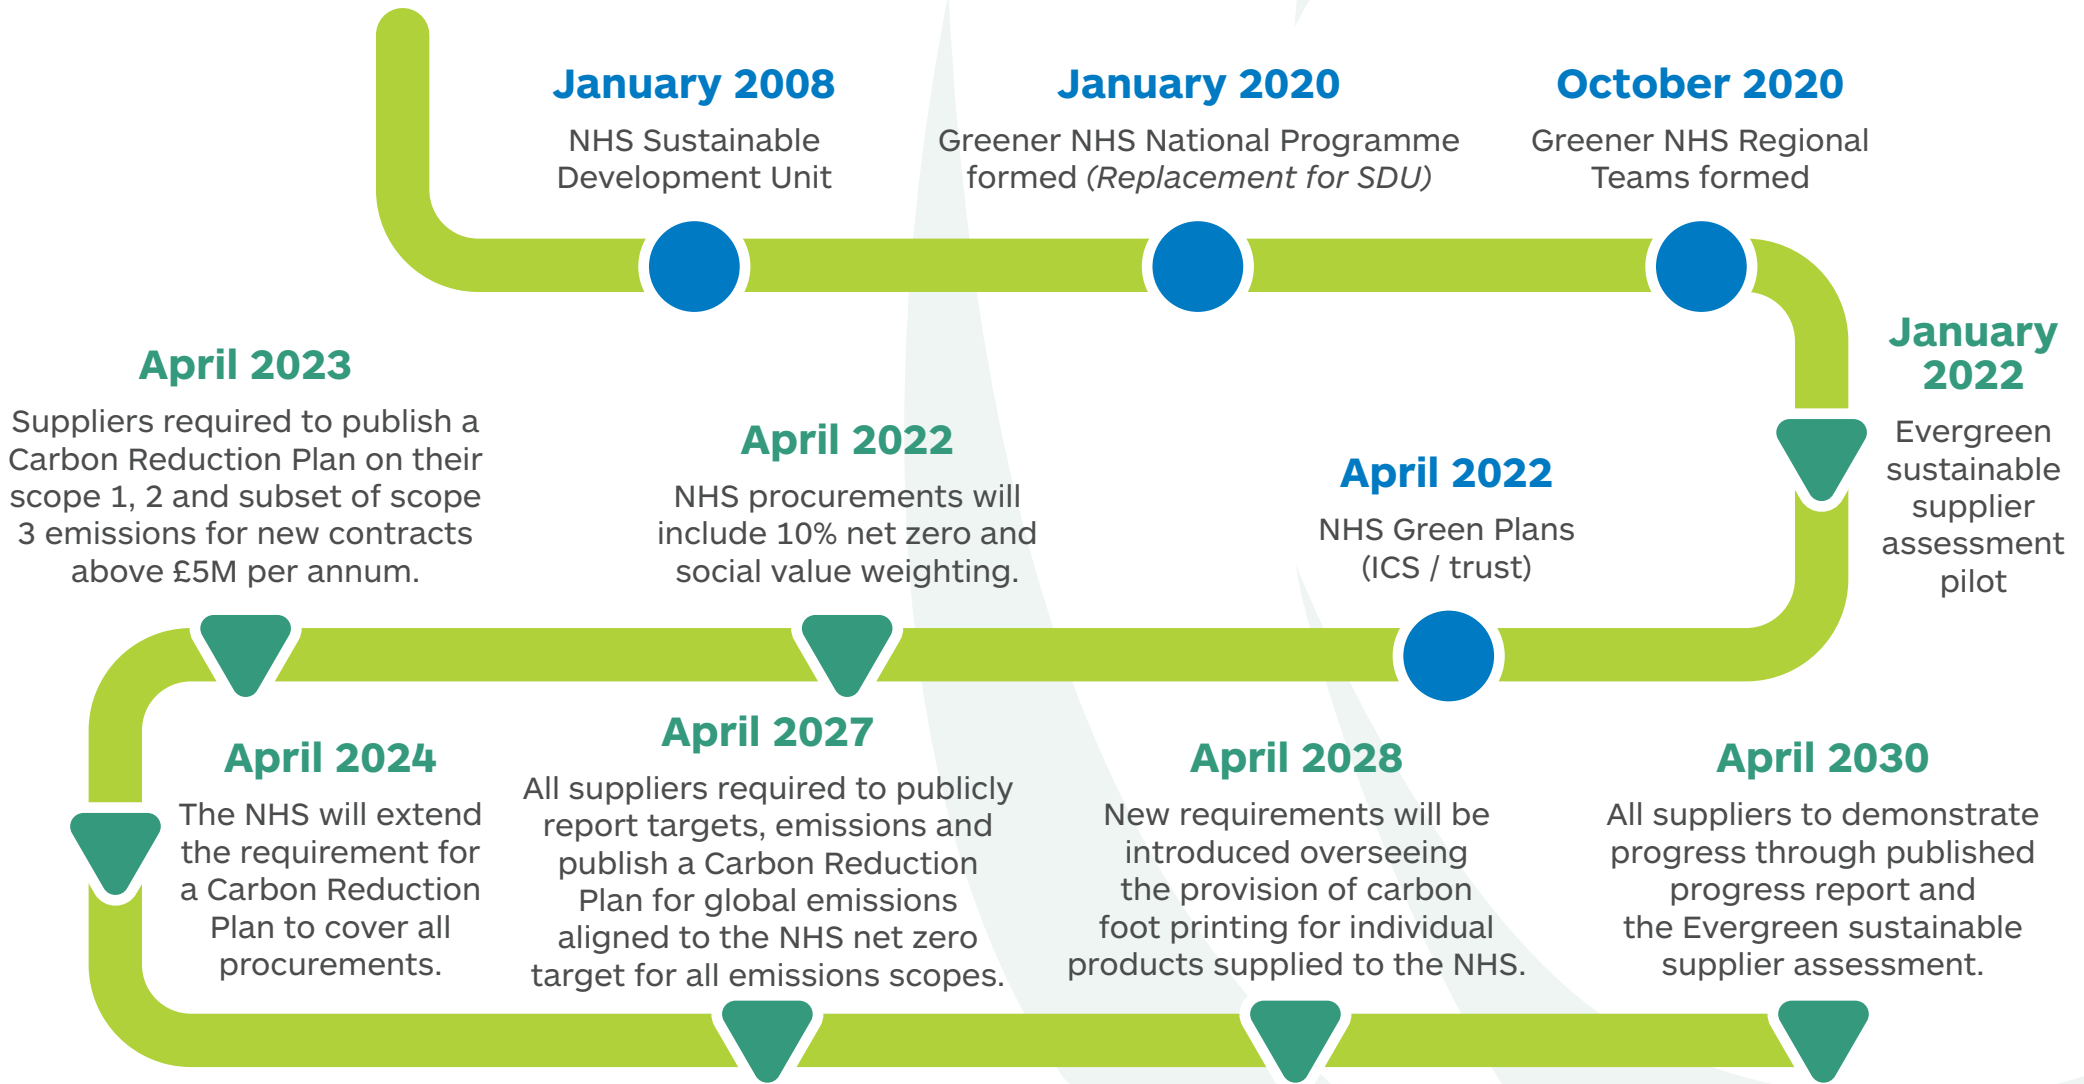 January 2008
NHS Sustainable
Development Unit
January 2020
Greener NHS National Programme
formed (Replacement for SDU)
October 2020
Greener NHS Regional
Teams formed
January
2022
Evergreen
sustainable
supplier
assessment
pilot
April 2022
NHS Green Plans
(ICS / trust)
April 2022
NHS procurements will
include 10% net zero and
social value weighting.
April 2023
Suppliers required to publish a
Carbon Reduction Plan on their
scope 1, 2 and subset of scope
3 emissions for new contracts
above £5M per annum.
April 2024
The NHS will extend
the requirement for
a Carbon Reduction
Plan to cover all
procurements.
April 2027
All suppliers required to publicly
report targets, emissions and
publish a Carbon Reduction
Plan for global emissions
aligned to the NHS net zero
target for all emissions scopes.
April 2028
New requirements will be
introduced overseeing
the provision of carbon
foot printing for individual
products supplied to the NHS.
April 2030
All suppliers to demonstrate
progress through published
progress report and
the Evergreen sustainable
supplier assessment.